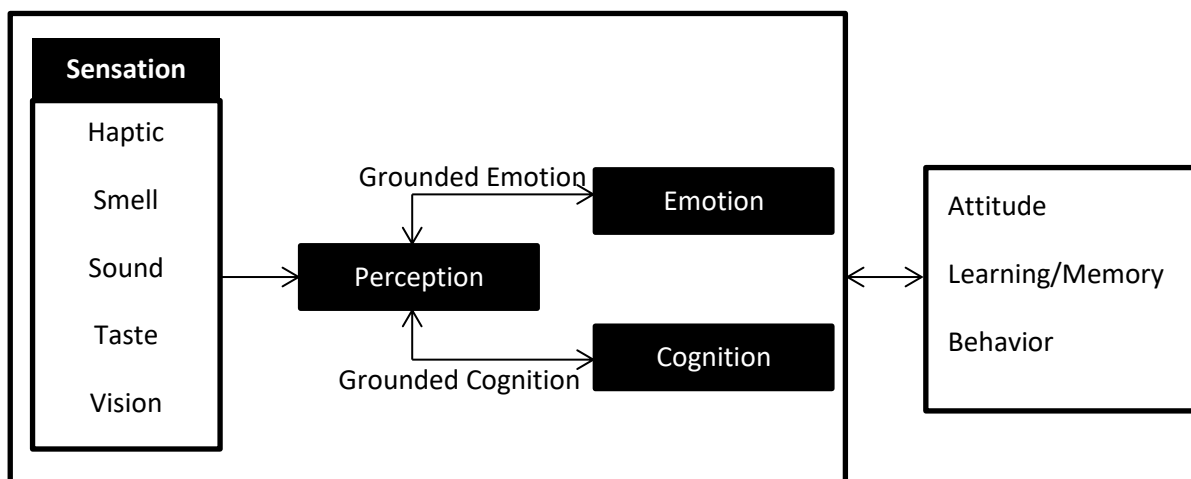 Sensation
Haptic
Smell
Sound
Taste
Vision
Grounded Emotion
Emotion
Perception
Cognition
Grounded Cognition
Attitude
Learning/Memory
Behavior